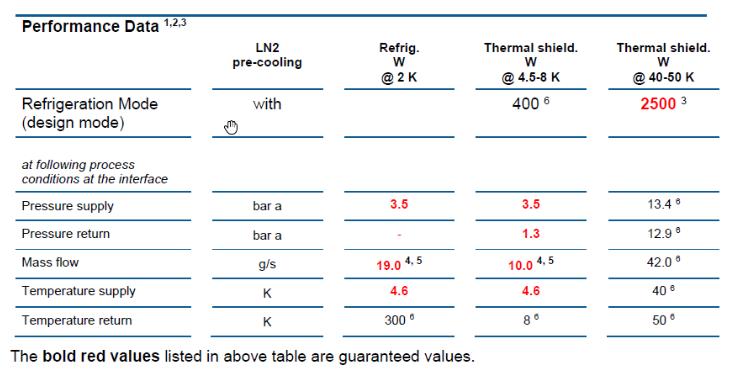 Performance Data 1,2,3
LN2 pre-cooling Refrig. W @ 2 K Thermal shield. W @ 4.5-8 K Thermal shield. W @ 40-50 K
Refrigeration Mode (design mode) with 400 6 2500 3
at following process
conditions at the interface
Pressure supply bar a 3.5 3.5 13.4 6
Pressure return bar a - 1.3 12.9 6
Mass flow g/s 19.0 4, 5 10.0 4, 5 42.0 6
Temperature supply K 4.6 4.6 40 6
Temperature return K 300 6 8 6 50 6
The bold red values listed in above table are guaranteed values.